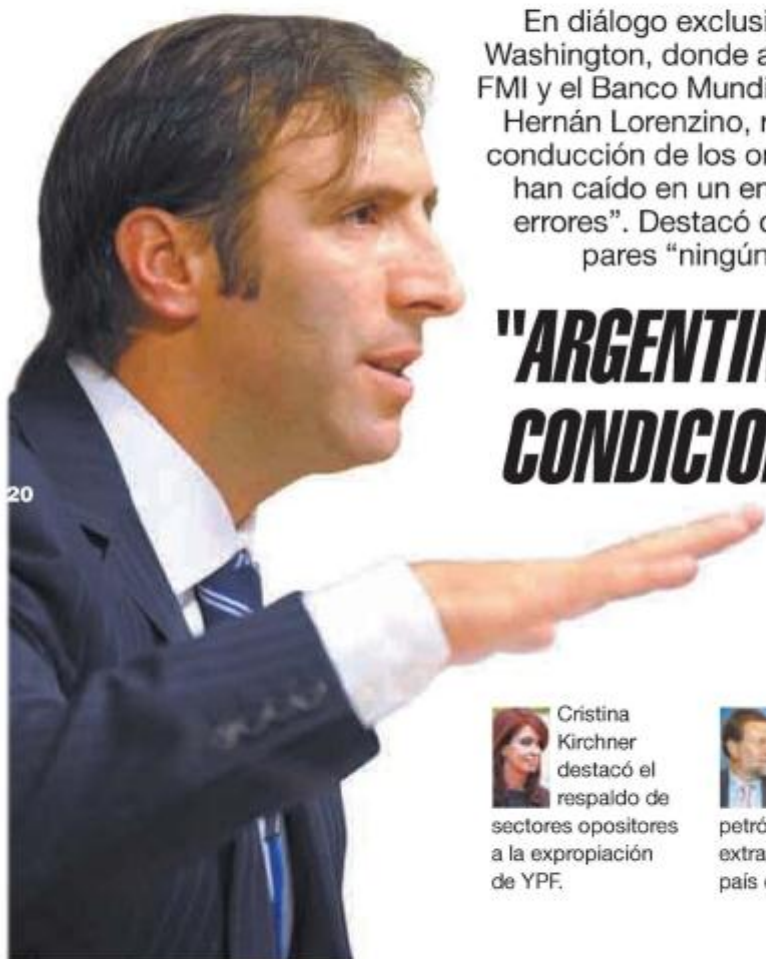 En diálogo exclusi
Washington, donde a
FMI y el Banco Mundi
Hernán Lorenzino, r
conducción de los or
han caído en un en
errores". Destacó c
pares "ningún
"ARGENTIN
CONDICIO
20
Cristina
Kirchner
destacó el
respaldo de
sectores opositores
a la expropiación
de YPF.
petró
extra
país